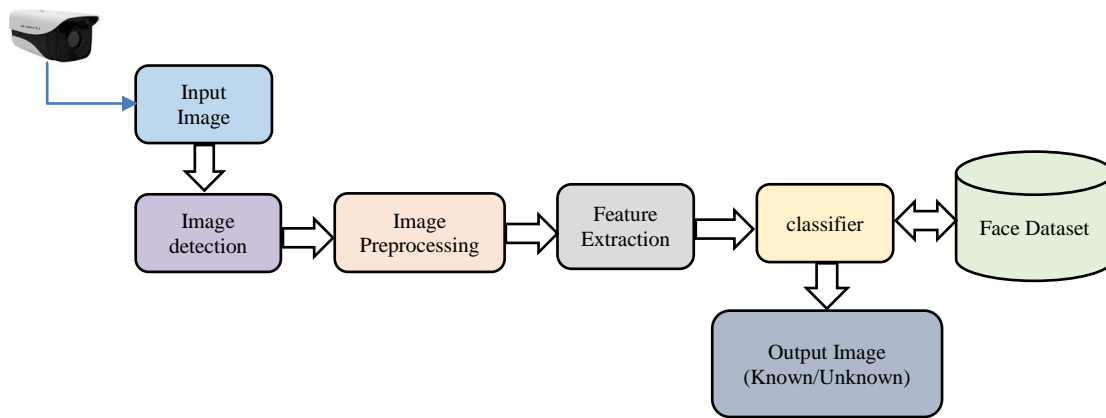 Input
Image
Image
detection
Image
Preprocessing
Feature
Extraction
classifier
Face Dataset
Output Image
(Known/Unknown)